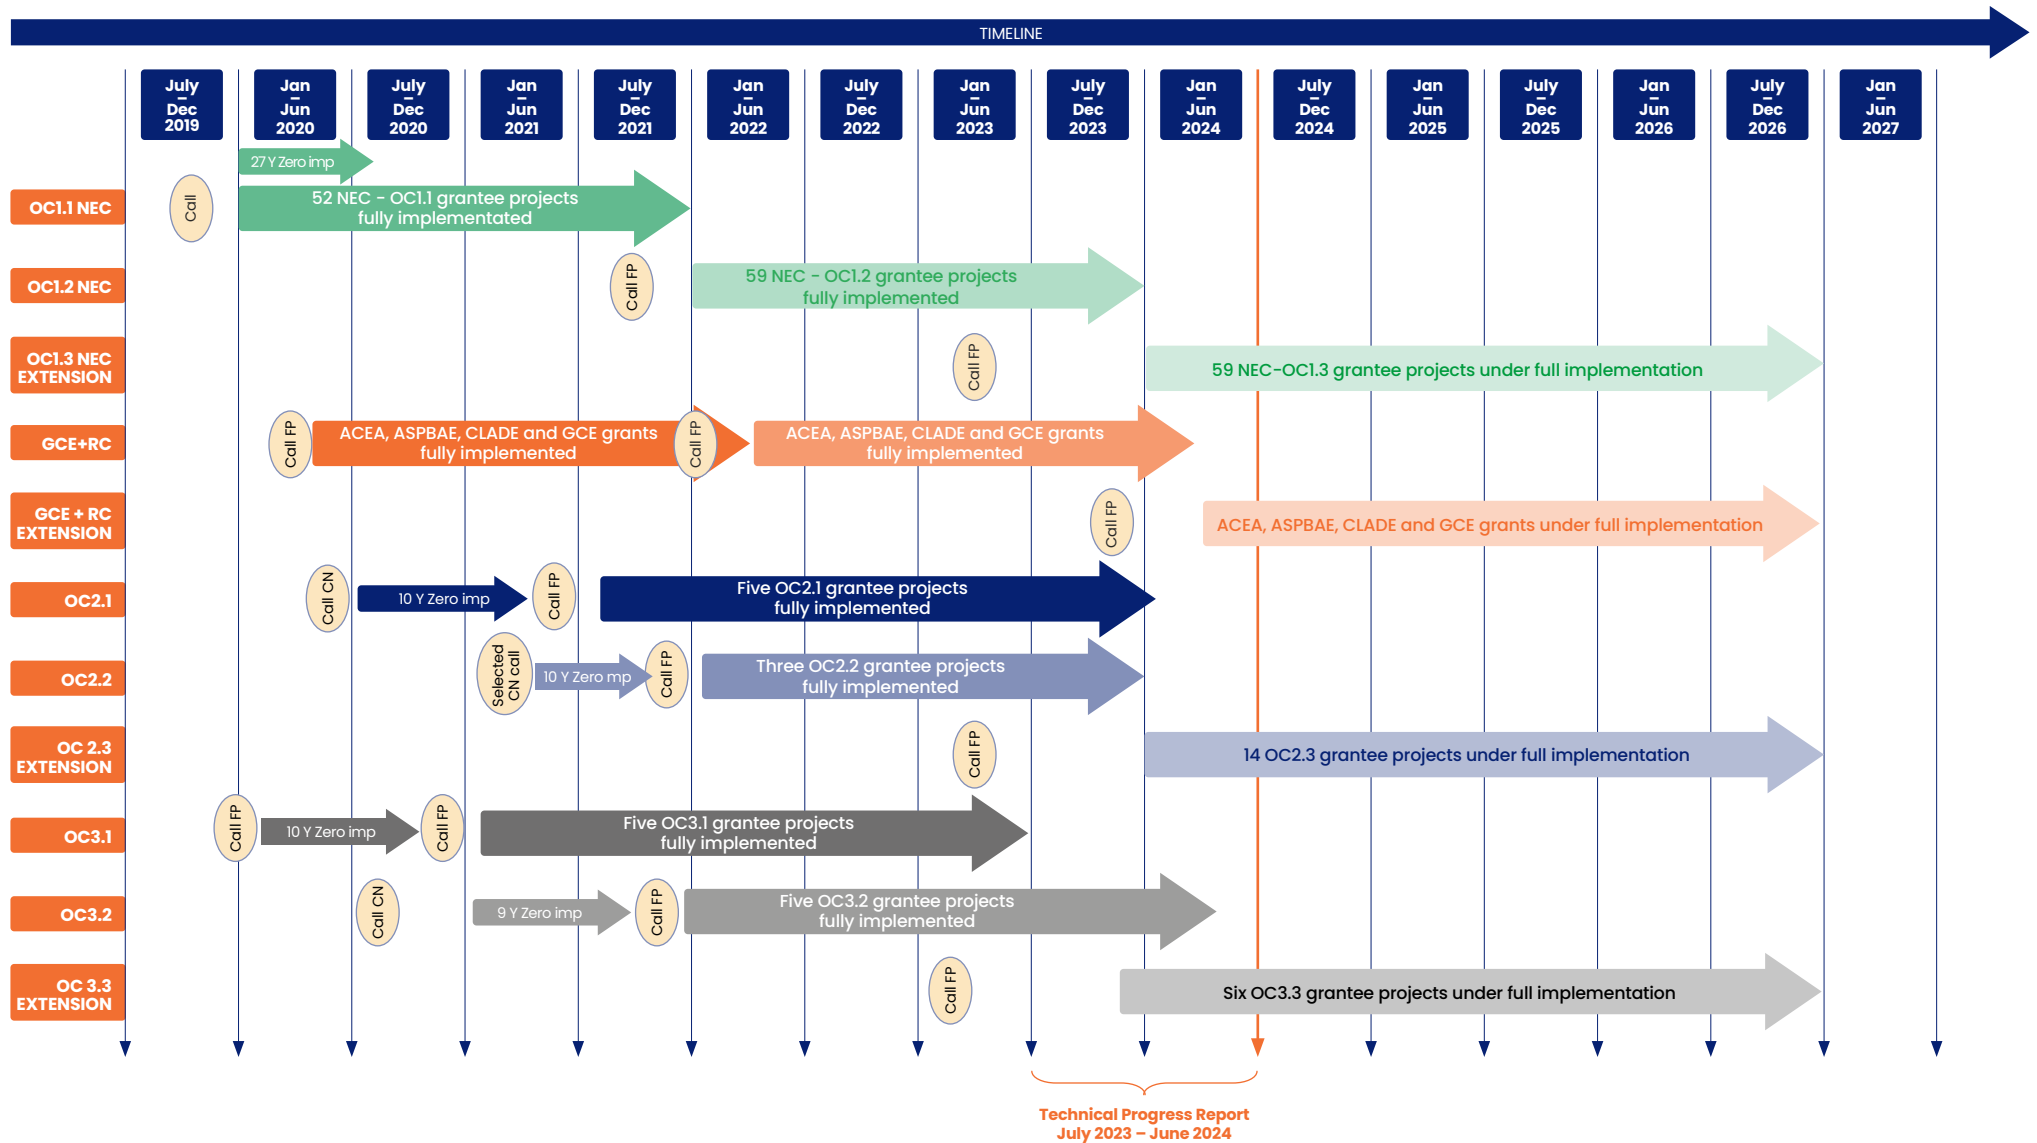 TIMELINE
July
–
Dec
2019
Jan
–
Jun
2020
July
–
Dec
2020
Jan
–
Jun
2021
July
–
Dec
2021
Jan
–
Jun
2022
July
–
Dec
2022
Jan
–
Jun
2023
July
–
Dec
2023
Jan
–
Jun
2024
July
–
Dec
2024
Jan
–
Jun
2025
July
–
Dec
2025
Jan
–
Jun
2026
July
–
Dec
2026
Jan
–
Jun
2027
27 Y Zero imp
OC1.1 NEC
Call
52 NEC - OC1.1 grantee projects
fully implementated
OC1.2 NEC
Call FP
59 NEC - OC1.2 grantee projects
fully implemented
OC1.3 NEC
EXTENSION
Call FP
59 NEC-OC1.3 grantee projects under full implementation
GCE+RC
Call FP
ACEA, ASPBAE, CLADE and GCE grants
fully implemented
Call FP
ACEA, ASPBAE, CLADE and GCE grants
fully implemented
GCE + RC
EXTENSION
Call FP
ACEA, ASPBAE, CLADE and GCE grants under full implementation
OC2.1
Call CN
10 Y Zero imp
Call FP
Five OC2.1 grantee projects
fully implemented
OC2.2
Selected
CN call
10 Y Zero mp
Call FP
Three OC2.2 grantee projects
fully implemented
OC 2.3
EXTENSION
Call FP
14 OC2.3 grantee projects under full implementation
OC3.1
Call FP
10 Y Zero imp
Call FP
Five OC3.1 grantee projects
fully implemented
OC3.2
Call CN
9 Y Zero imp
Call FP
Five OC3.2 grantee projects
fully implemented
OC 3.3
EXTENSION
Call FP
Six OC3.3 grantee projects under full implementation
Technical Progress Report
July 2023 – June 2024